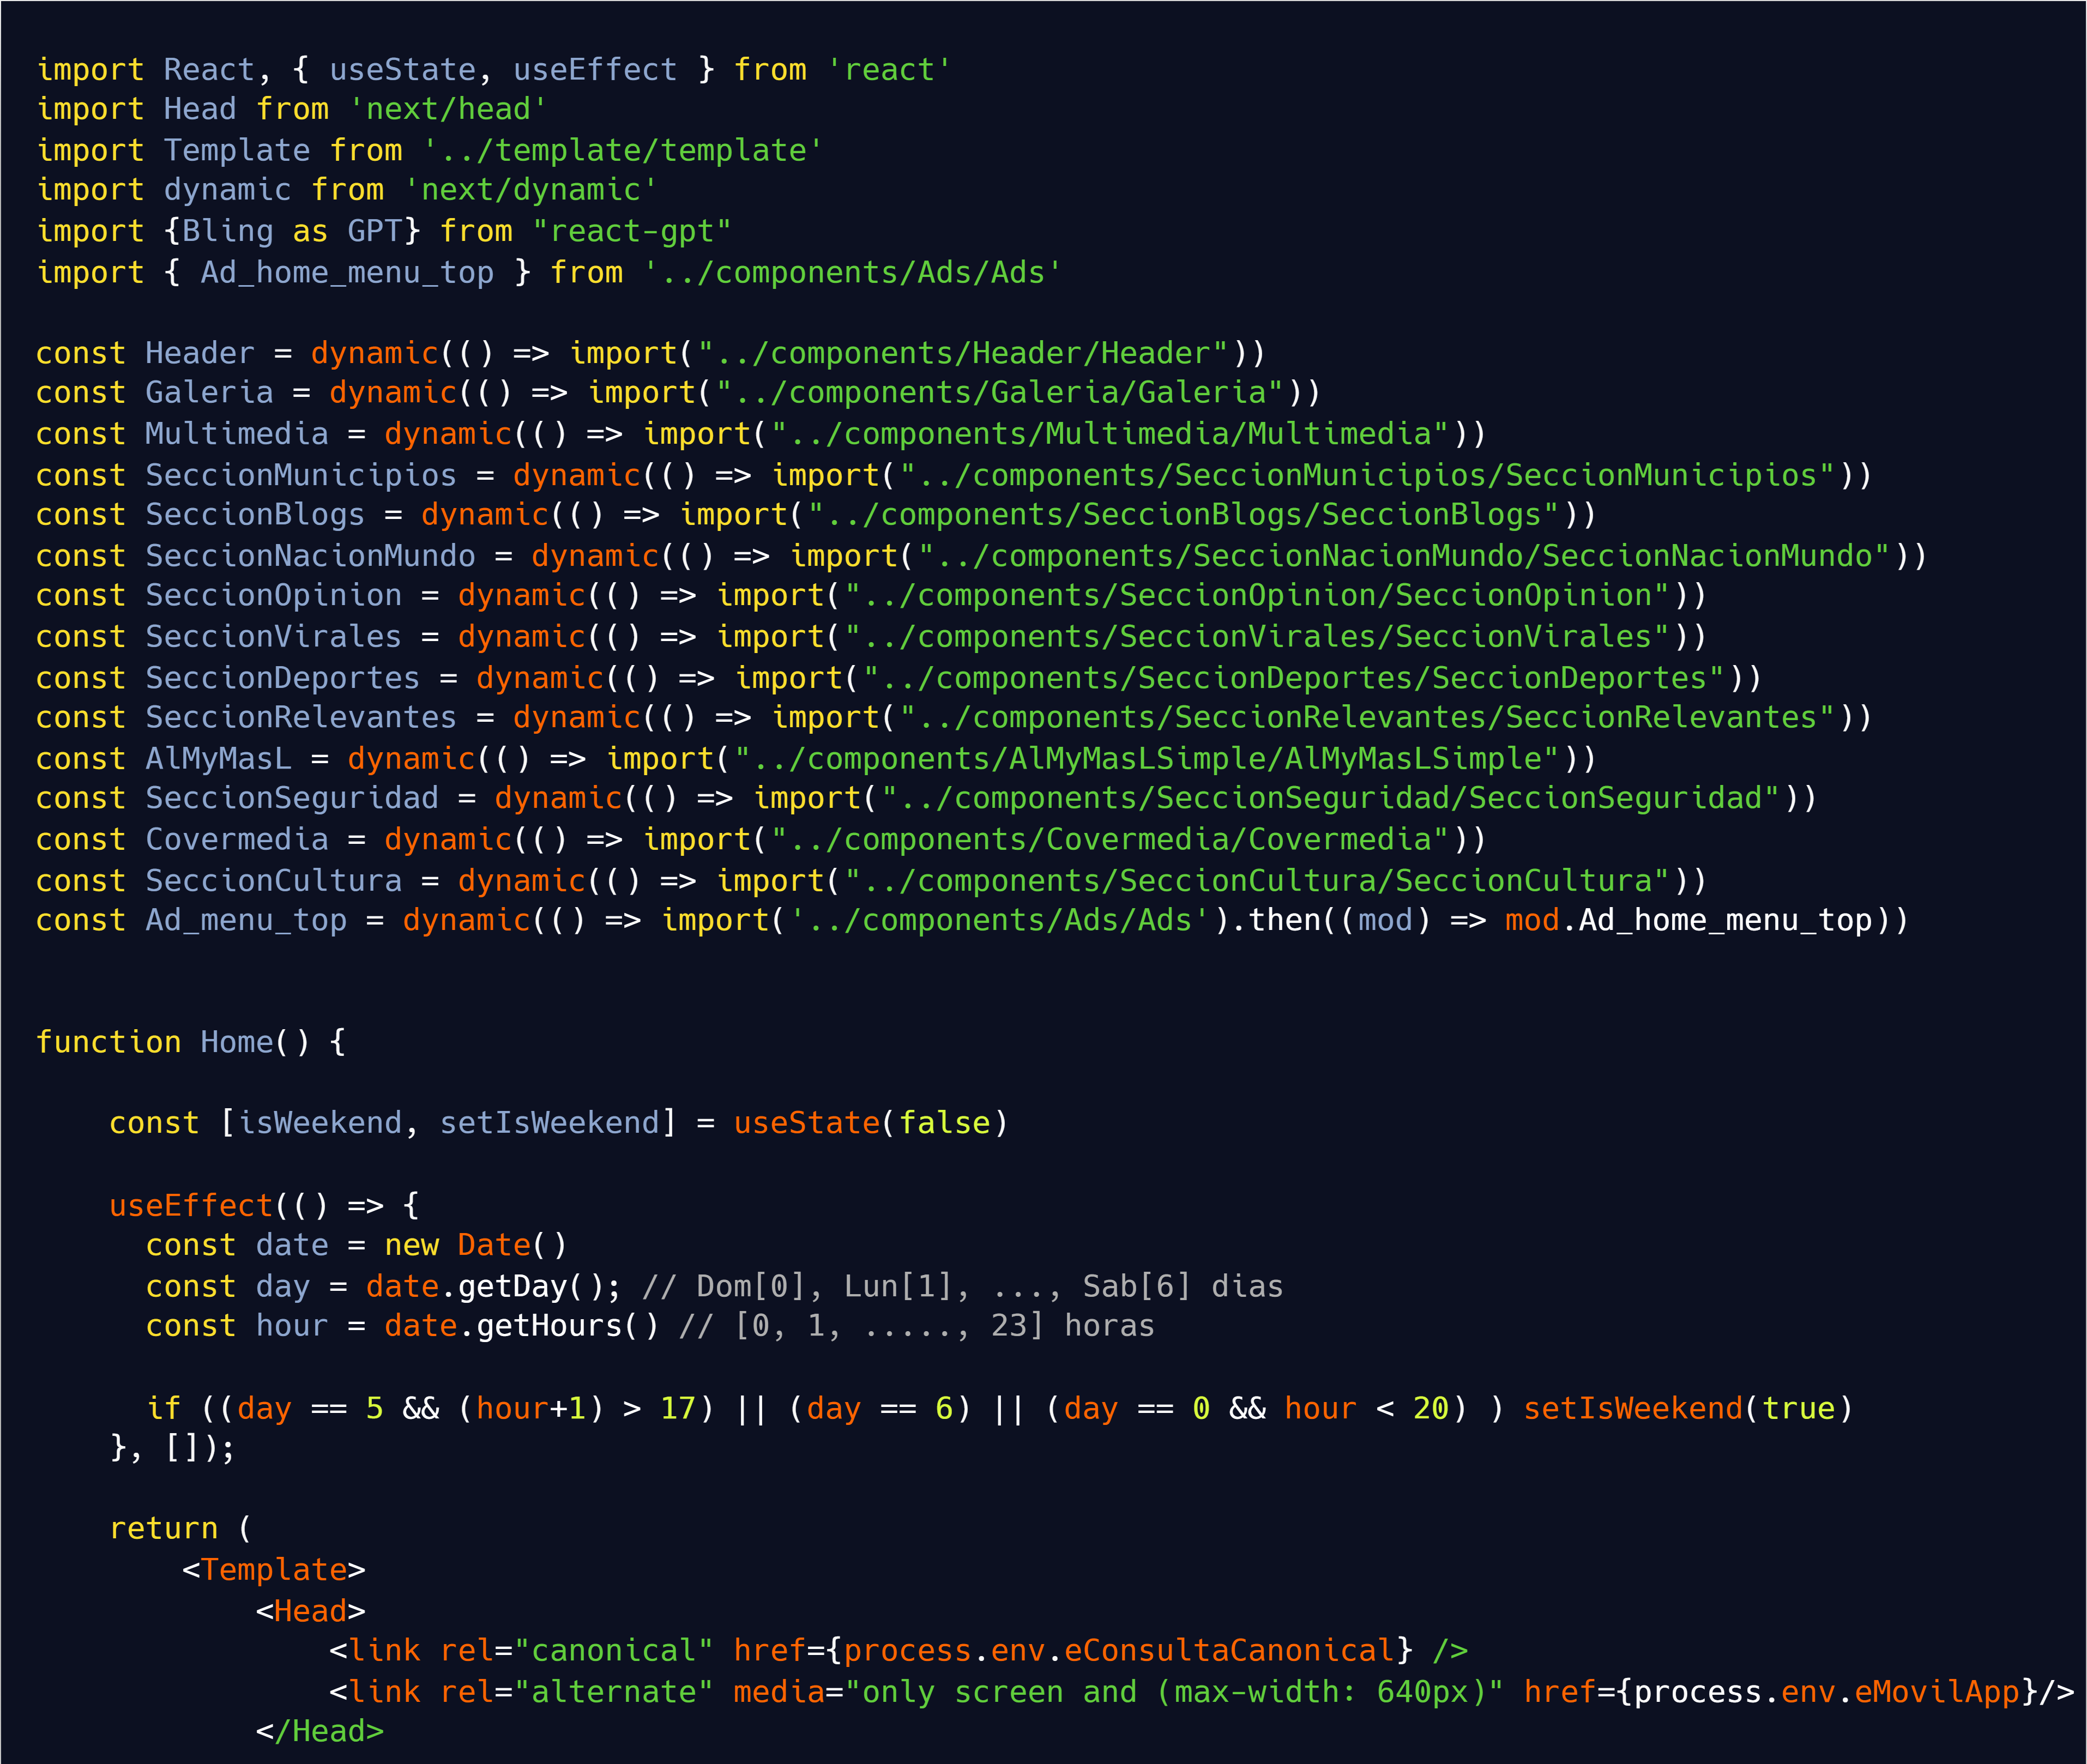 import React, { useState, useEffect } from 'react'
import Head from 'next/head'
import Template from '../template/template'
import dynamic from 'next/dynamic'
import {Bling as GPT} from "react-gpt"
import { Ad_home_menu_top } from '../components/Ads/Ads'

const Header = dynamic(() => import("../components/Header/Header"))
const Galeria = dynamic(() => import("../components/Galeria/Galeria"))
const Multimedia = dynamic(() => import("../components/Multimedia/Multimedia"))
const SeccionMunicipios = dynamic(() => import("../components/SeccionMunicipios/SeccionMunicipios"))
const SeccionBlogs = dynamic(() => import("../components/SeccionBlogs/SeccionBlogs"))
const SeccionNacionMundo = dynamic(() => import("../components/SeccionNacionMundo/SeccionNacionMundo"))
const SeccionOpinion = dynamic(() => import("../components/SeccionOpinion/SeccionOpinion"))
const SeccionVirales = dynamic(() => import("../components/SeccionVirales/SeccionVirales"))
const SeccionDeportes = dynamic(() => import("../components/SeccionDeportes/SeccionDeportes"))
const SeccionRelevantes = dynamic(() => import("../components/SeccionRelevantes/SeccionRelevantes"))
const AlMyMasL = dynamic(() => import("../components/AlMyMasLSimple/AlMyMasLSimple"))
const SeccionSeguridad = dynamic(() => import("../components/SeccionSeguridad/SeccionSeguridad"))
const Covermedia = dynamic(() => import("../components/Covermedia/Covermedia"))
const SeccionCultura = dynamic(() => import("../components/SeccionCultura/SeccionCultura"))
const Ad_menu_top = dynamic(() => import('../components/Ads/Ads').then((mod) => mod.Ad_home_menu_top))

function Home() {

    const [isWeekend, setIsWeekend] = useState(false)

    useEffect(() => {
      const date = new Date()
      const day = date.getDay(); // Dom[0], Lun[1], ..., Sab[6] dias
      const hour = date.getHours() // [0, 1, ....., 23] horas

      if ((day == 5 && (hour+1) > 17) || (day == 6) || (day == 0 && hour < 20) ) setIsWeekend(true)
    }, []);

    return (
        <Template>
            <Head>
                <link rel="canonical" href={process.env.eConsultaCanonical} />
                <link rel="alternate" media="only screen and (max-width: 640px)" href={process.env.eMovilApp}/>
            </Head>